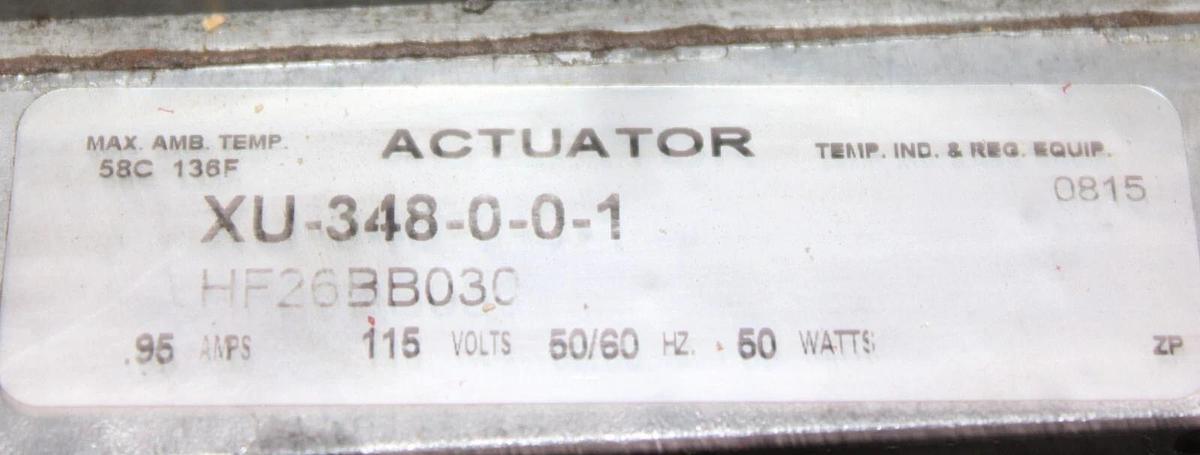 ACTUATOR
MAX. AMB. TEMP.
58C 136F
TEMP. IND. & REG. EQUIP.
0815
XU-348-0-0-1
HF26BB030
.95 AMPS 115 VOLTS 50/60 HZ. 50 WATTS
ZP